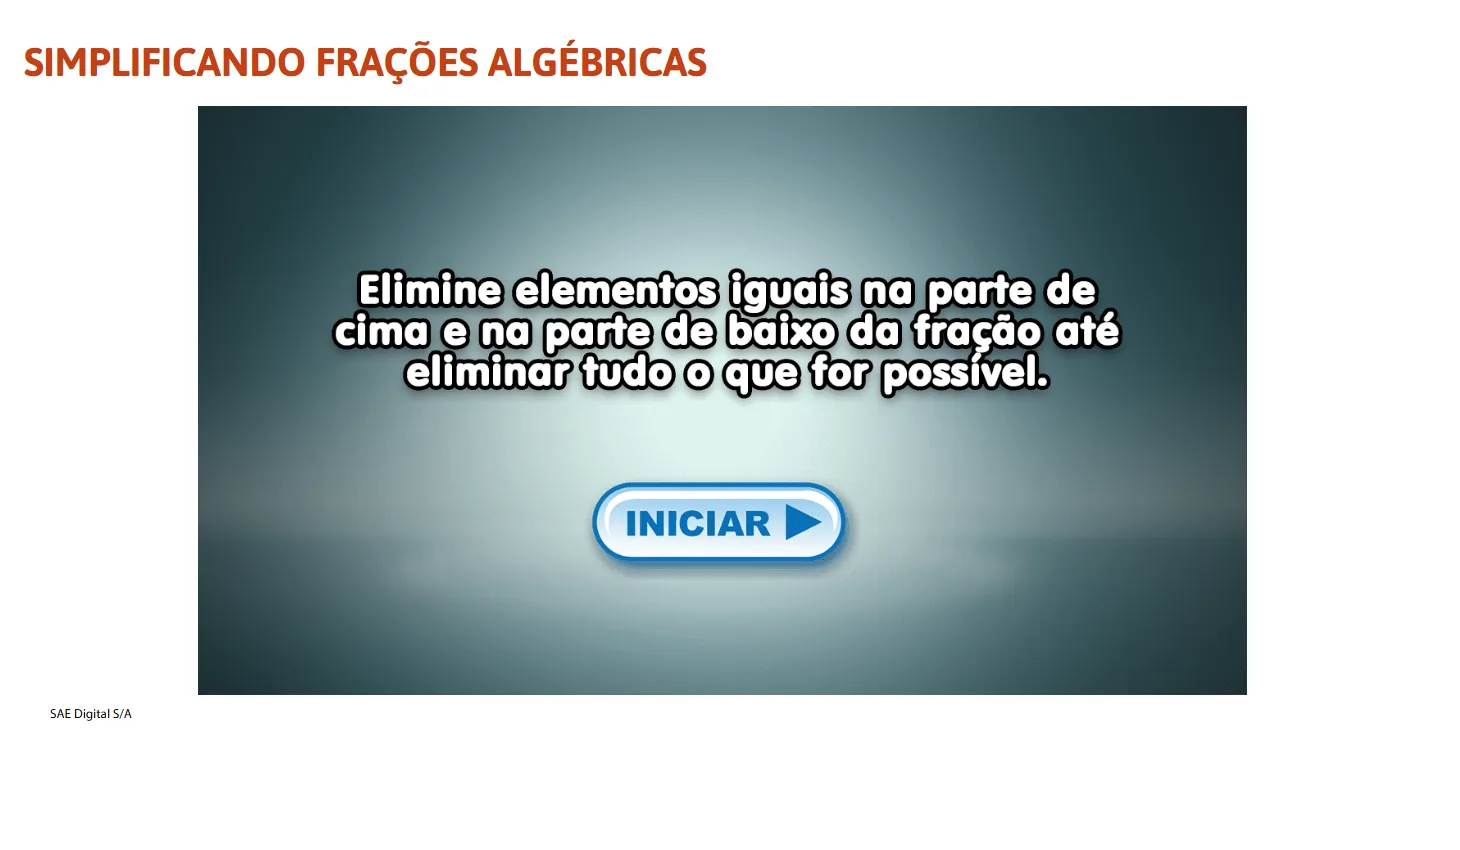 SIMPLIFICANDO FRAÇÕES ALGÉBRICAS
Elimine elementos iguais na parte de
cima e na parte de baixo da fração até
eliminar tudo o que for possível.
INICIAR
SAE Digital S/A